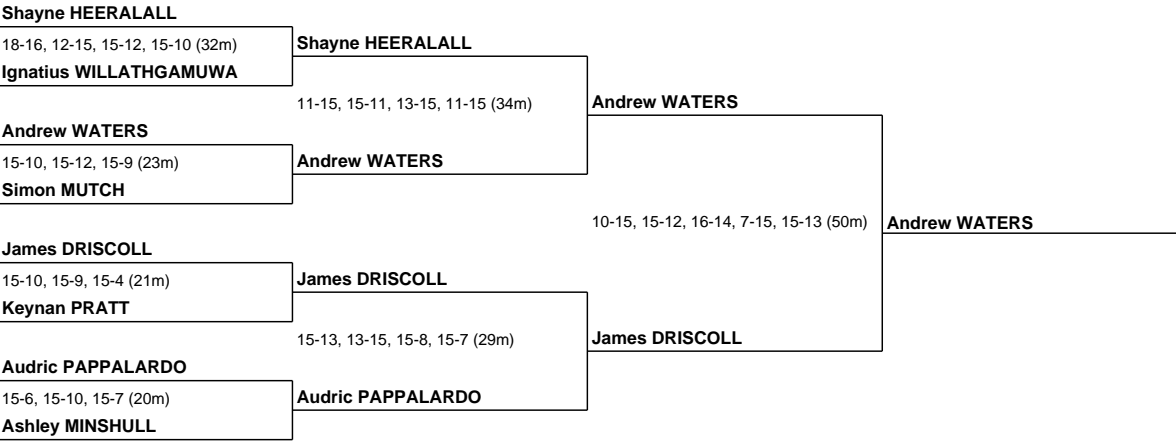 Shayne HEERALALL
18-16, 12-15, 15-12, 15-10 (32m)
Ignatius WILLATHGAMUWA
Andrew WATERS
15-10, 15-12, 15-9 (23m)
Simon MUTCH
James DRISCOLL
15-10, 15-9, 15-4 (21m)
Keynan PRATT
Audric PAPPALARDO
15-6, 15-10, 15-7 (20m)
Ashley MINSHULL
Shayne HEERALALL
11-15, 15-11, 13-15, 11-15 (34m)
Andrew WATERS
James DRISCOLL
15-13, 13-15, 15-8, 15-7 (29m)
Audric PAPPALARDO
Andrew WATERS
10-15, 15-12, 16-14, 7-15, 15-13 (50m)
James DRISCOLL
Andrew WATERS